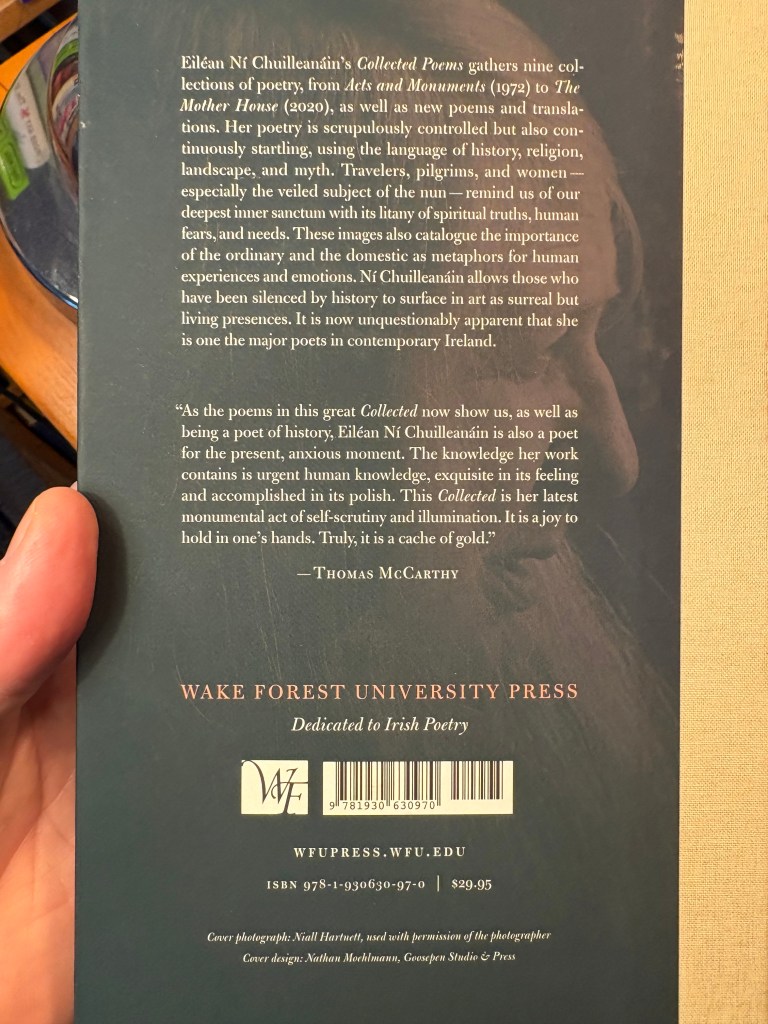 Eiléan Ní Chuilleanáin's Collected Poems gathers nine col-
lections of poetry, from Acts and Monuments (1972) to The
Mother House (2020), as well as new poems and transla-
tions. Her poetry is scrupulously controlled but also con-
tinuously startling, using the language of history, religion,
landscape, and myth. Travelers, pilgrims, and women—
especially the veiled subject of the nun—remind us of our
deepest inner sanctum with its litany of spiritual truths, human
fears, and needs. These images also catalogue the importance
of the ordinary and the domestic as metaphors for human
experiences and emotions. Ní Chuilleanáin allows those who
have been silenced by history to surface in art as surreal but
living presences. It is now unquestionably apparent that she
is one the major poets in contemporary Ireland.
“As the poems in this great Collected now show us, as well as
being a poet of history, Eiléan Ní Chuilleanáin is also a poet
for the present, anxious moment. The knowledge her work
contains is urgent human knowledge, exquisite in its feeling
and accomplished in its polish. This Collected is her latest
monumental act of self-scrutiny and illumination. It is a joy to
hold in one's hands. Truly, it is a cache of gold.”
—Thomas McCarthy
WAKE FOREST UNIVERSITY PRESS
Dedicated to Irish Poetry
WF
9 781930 630970
WFUPRESS.WFU.EDU
ISBN 978-1-930630-97-0 | $29.95
Cover photograph: Niall Hartnett, used with permission of the photographer
Cover design: Nathan Moehlmann, Goosepen Studio & Press